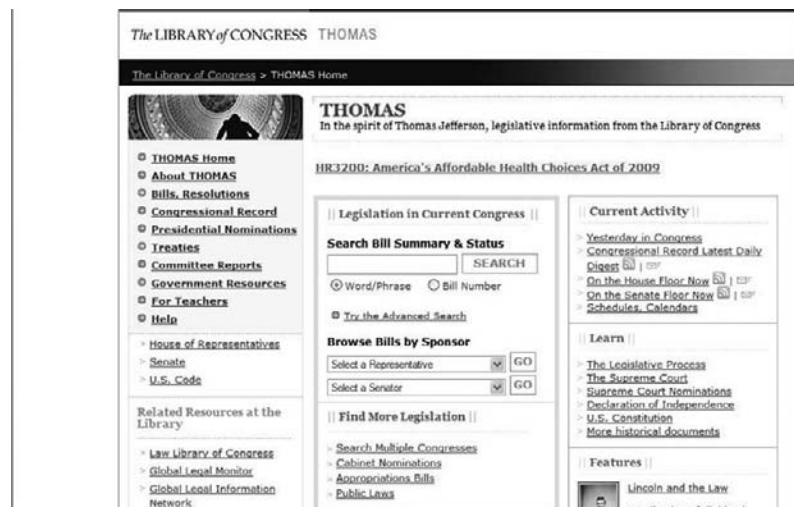 The LIBRARY of CONGRESS THOMAS
The Library of Congress > THOMAS Home
THOMAS Home
About THOMAS
Bills, Resolutions
Congressional Record
Presidential Nominations
Treaties
Committee Reports
Government Resources
For Teachers
Help
> House of Representatives
> Senate
> U.S. Code
Related Resources at the
Library
> Law Library of Congress
> Global Legal Monitor
> Global Legal Information
Network
THOMAS
In the spirit of Thomas Jefferson, legislative information from the Library of Congress
HR3200: America's Affordable Health Choices Act of 2009
|| Legislation in Current Congress ||
Search Bill Summary & Status
SEARCH
Word/Phrase Bill Number
Try the Advanced Search
Browse Bills by Sponsor
Select a Representative GO
Select a Senator GO
|| Find More Legislation ||
> Search Multiple Congresses
> Cabinet Nominations
> Appropriations Bills
> Public Laws
|| Current Activity ||
> Yesterday in Congress
> Congressional Record Latest Daily
Digest |
> On the House Floor Now |
> On the Senate Floor Now |
> Schedules, Calendars
|| Learn ||
> The Legislative Process
> The Supreme Court
> Supreme Court Nominations
> Declaration of Independence
> U.S. Constitution
> More historical documents
|| Features ||
Lincoln and the Law